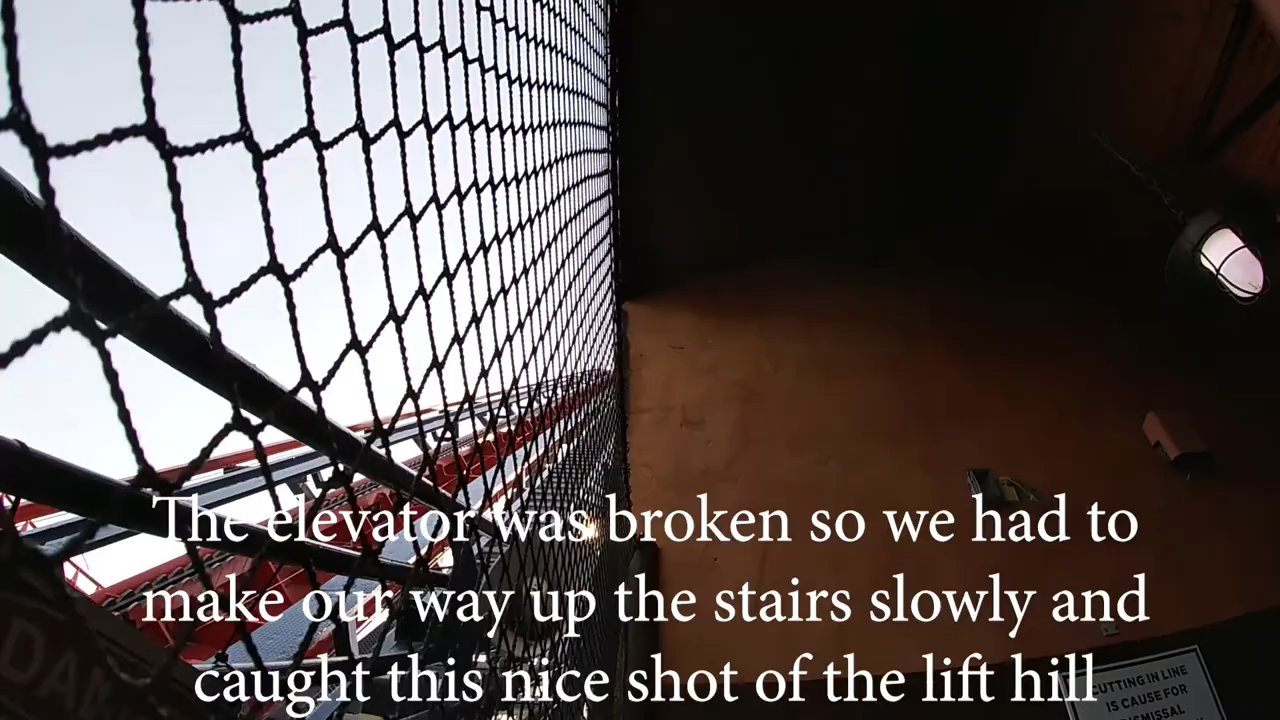 The elevator was broken so we had to
make our way up the stairs slowly and
caught this nice shot of the lift hill
CUTTING IN LINE
IS CAUSE FOR